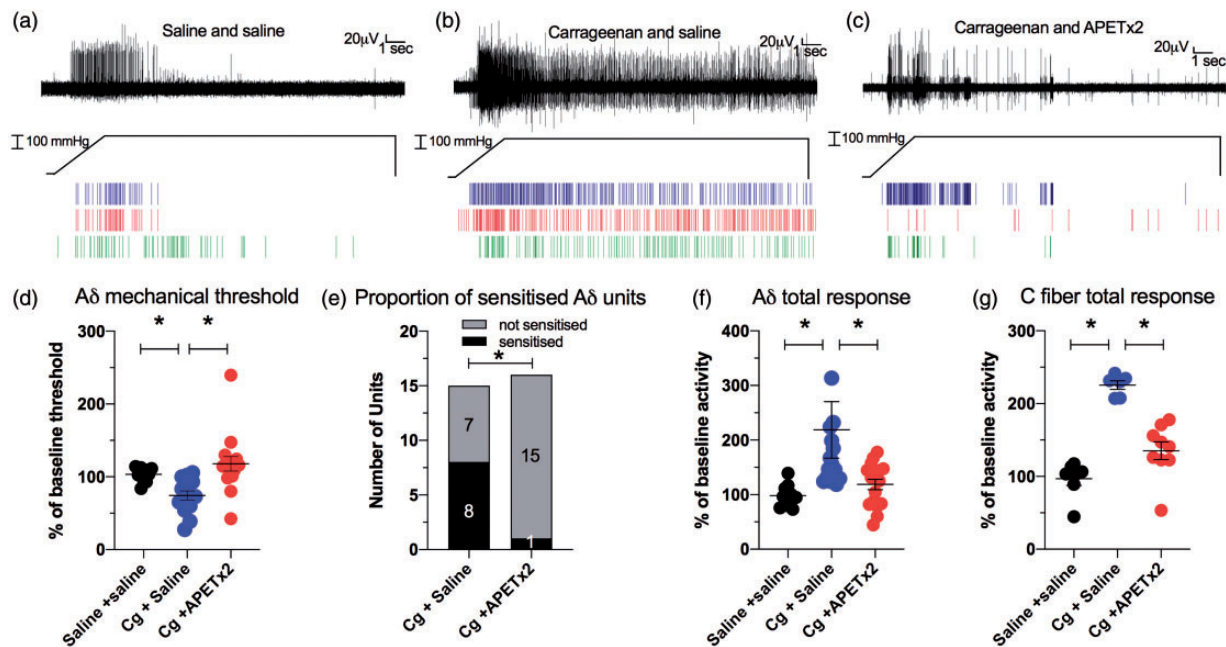 (a)
Saline and saline
20μV
1 sec
100 mmHg
(b)
Carrageenan and saline
20μV
1 sec
100 mmHg
(c)
Carrageenan and APETx2
20μV
1 sec
100 mmHg
(d)
Aδ mechanical threshold
% of baseline threshold
300
200
100
0
* *
Saline +saline
Cg + Saline
Cg +APETx2
(e)
Proportion of sensitised Aδ units
not sensitised
sensitised
*
Number of Units
20
15
10
5
0
7
8
15
1
Cg + Saline
Cg +APETx2
(f)
Aδ total response
% of baseline activity
400
300
200
100
0
* *
Saline +saline
Cg + Saline
Cg +APETx2
(g)
C fiber total response
% of baseline activity
300
250
200
150
100
50
0
* *
Saline +saline
Cg + Saline
Cg +APETx2